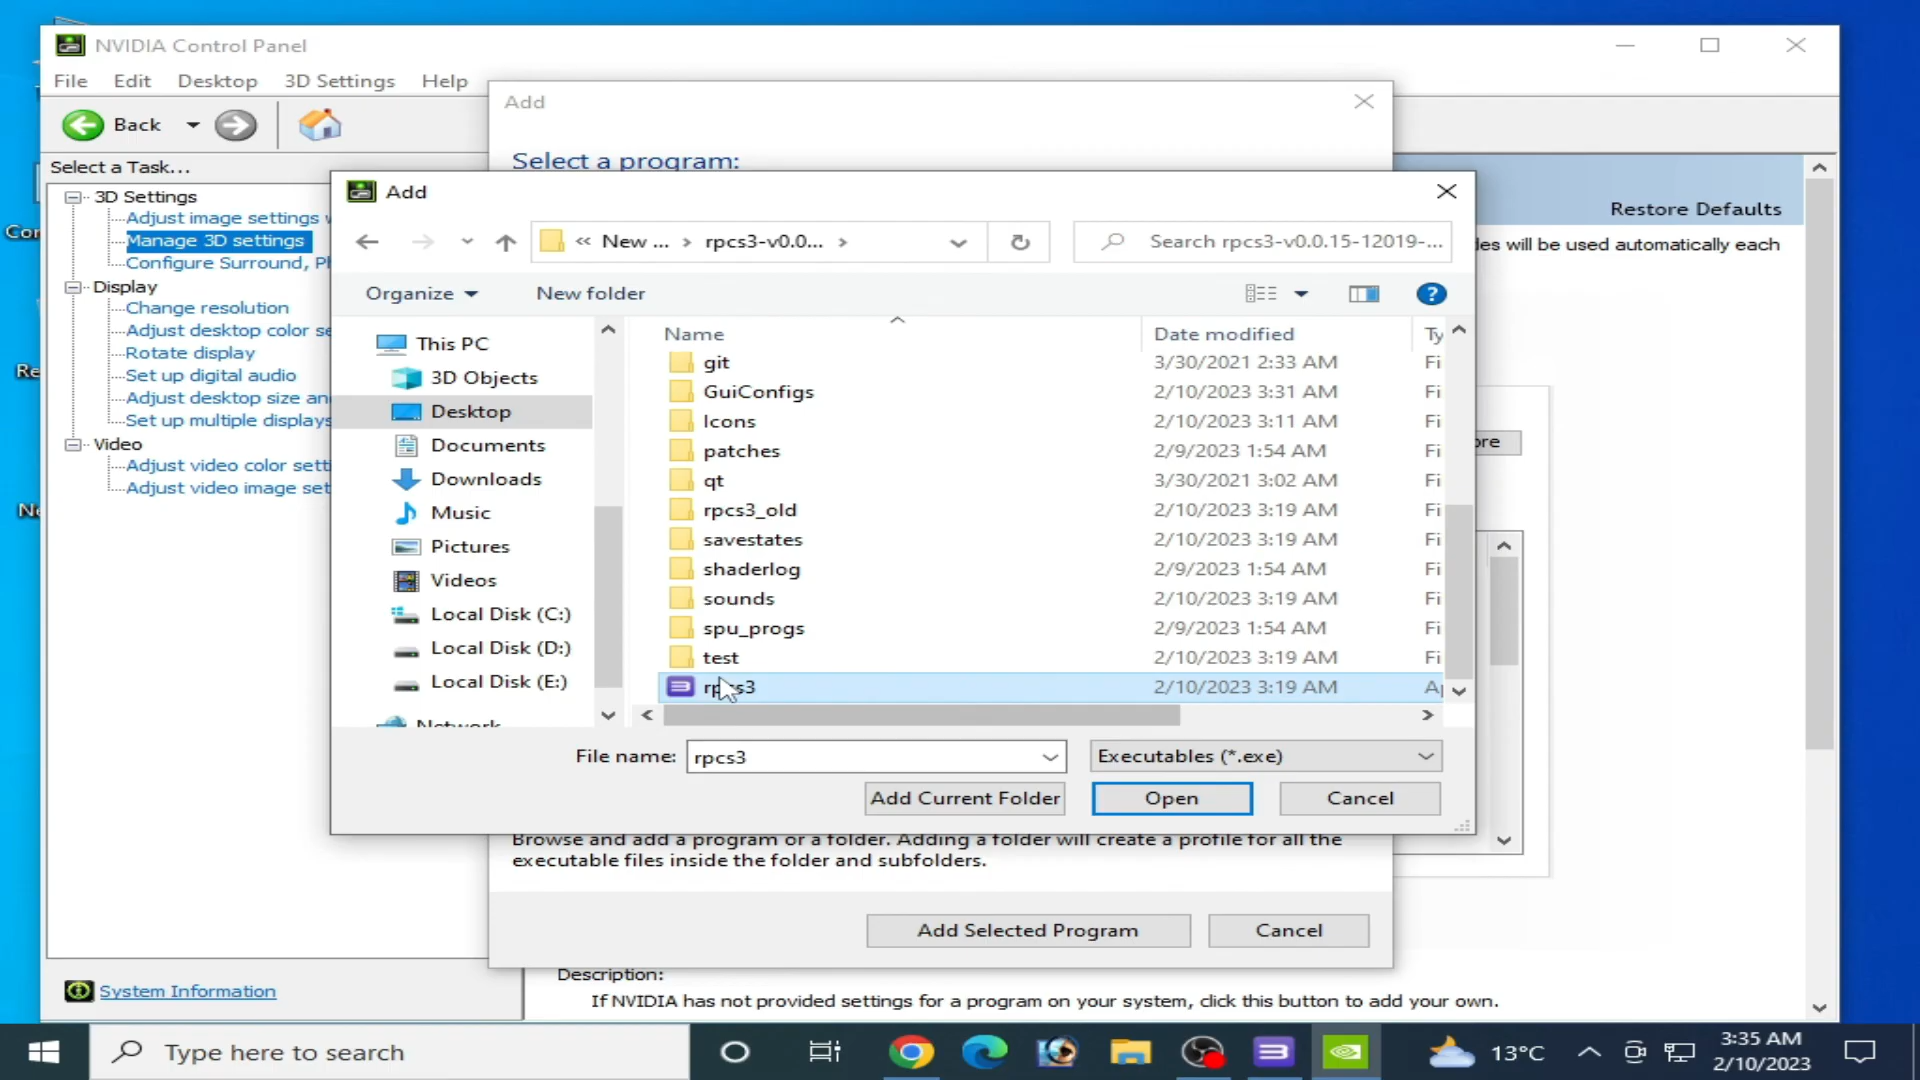 NVIDIA Control Panel
File Edit Desktop 3D Settings Help
Back
Select a Task...
3D Settings
Adjust image settings
Manage 3D settings
Configure Surround,
Display
Change resolution
Adjust desktop color
Rotate display
Set up digital audio
Adjust desktop size
Set up multiple displays
Video
Adjust video color
Adjust video image
System Information
Add
Select a program:
Restore Defaults
will be used automatically each
Add
« New ... › rpcs3-v0.0... ›
Search rpcs3-v0.0.15-12019-...
Organize New folder
This PC
3D Objects
Desktop
Documents
Downloads
Music
Pictures
Videos
Local Disk (C:)
Local Disk (D:)
Local Disk (E:)
Network
Name Date modified
git 3/30/2021 2:33 AM
GuiConfigs 2/10/2023 3:31 AM
Icons 2/10/2023 3:11 AM
patches 2/9/2023 1:54 AM
qt 3/30/2021 3:02 AM
rpcs3_old 2/10/2023 3:19 AM
savestates 2/10/2023 3:19 AM
shaderlog 2/9/2023 1:54 AM
sounds 2/10/2023 3:19 AM
spu_progs 2/9/2023 1:54 AM
test 2/10/2023 3:19 AM
rpcs3 2/10/2023 3:19 AM
File name: rpcs3 Executables (*.exe)
Add Current Folder Open Cancel
Browse and add a program or a folder. Adding a folder will create a profile for all the
executable files inside the folder and subfolders.
Add Selected Program Cancel
Description:
If NVIDIA has not provided settings for a program on your system, click this button to add your own.
Type here to search
13°C
3:35 AM
2/10/2023